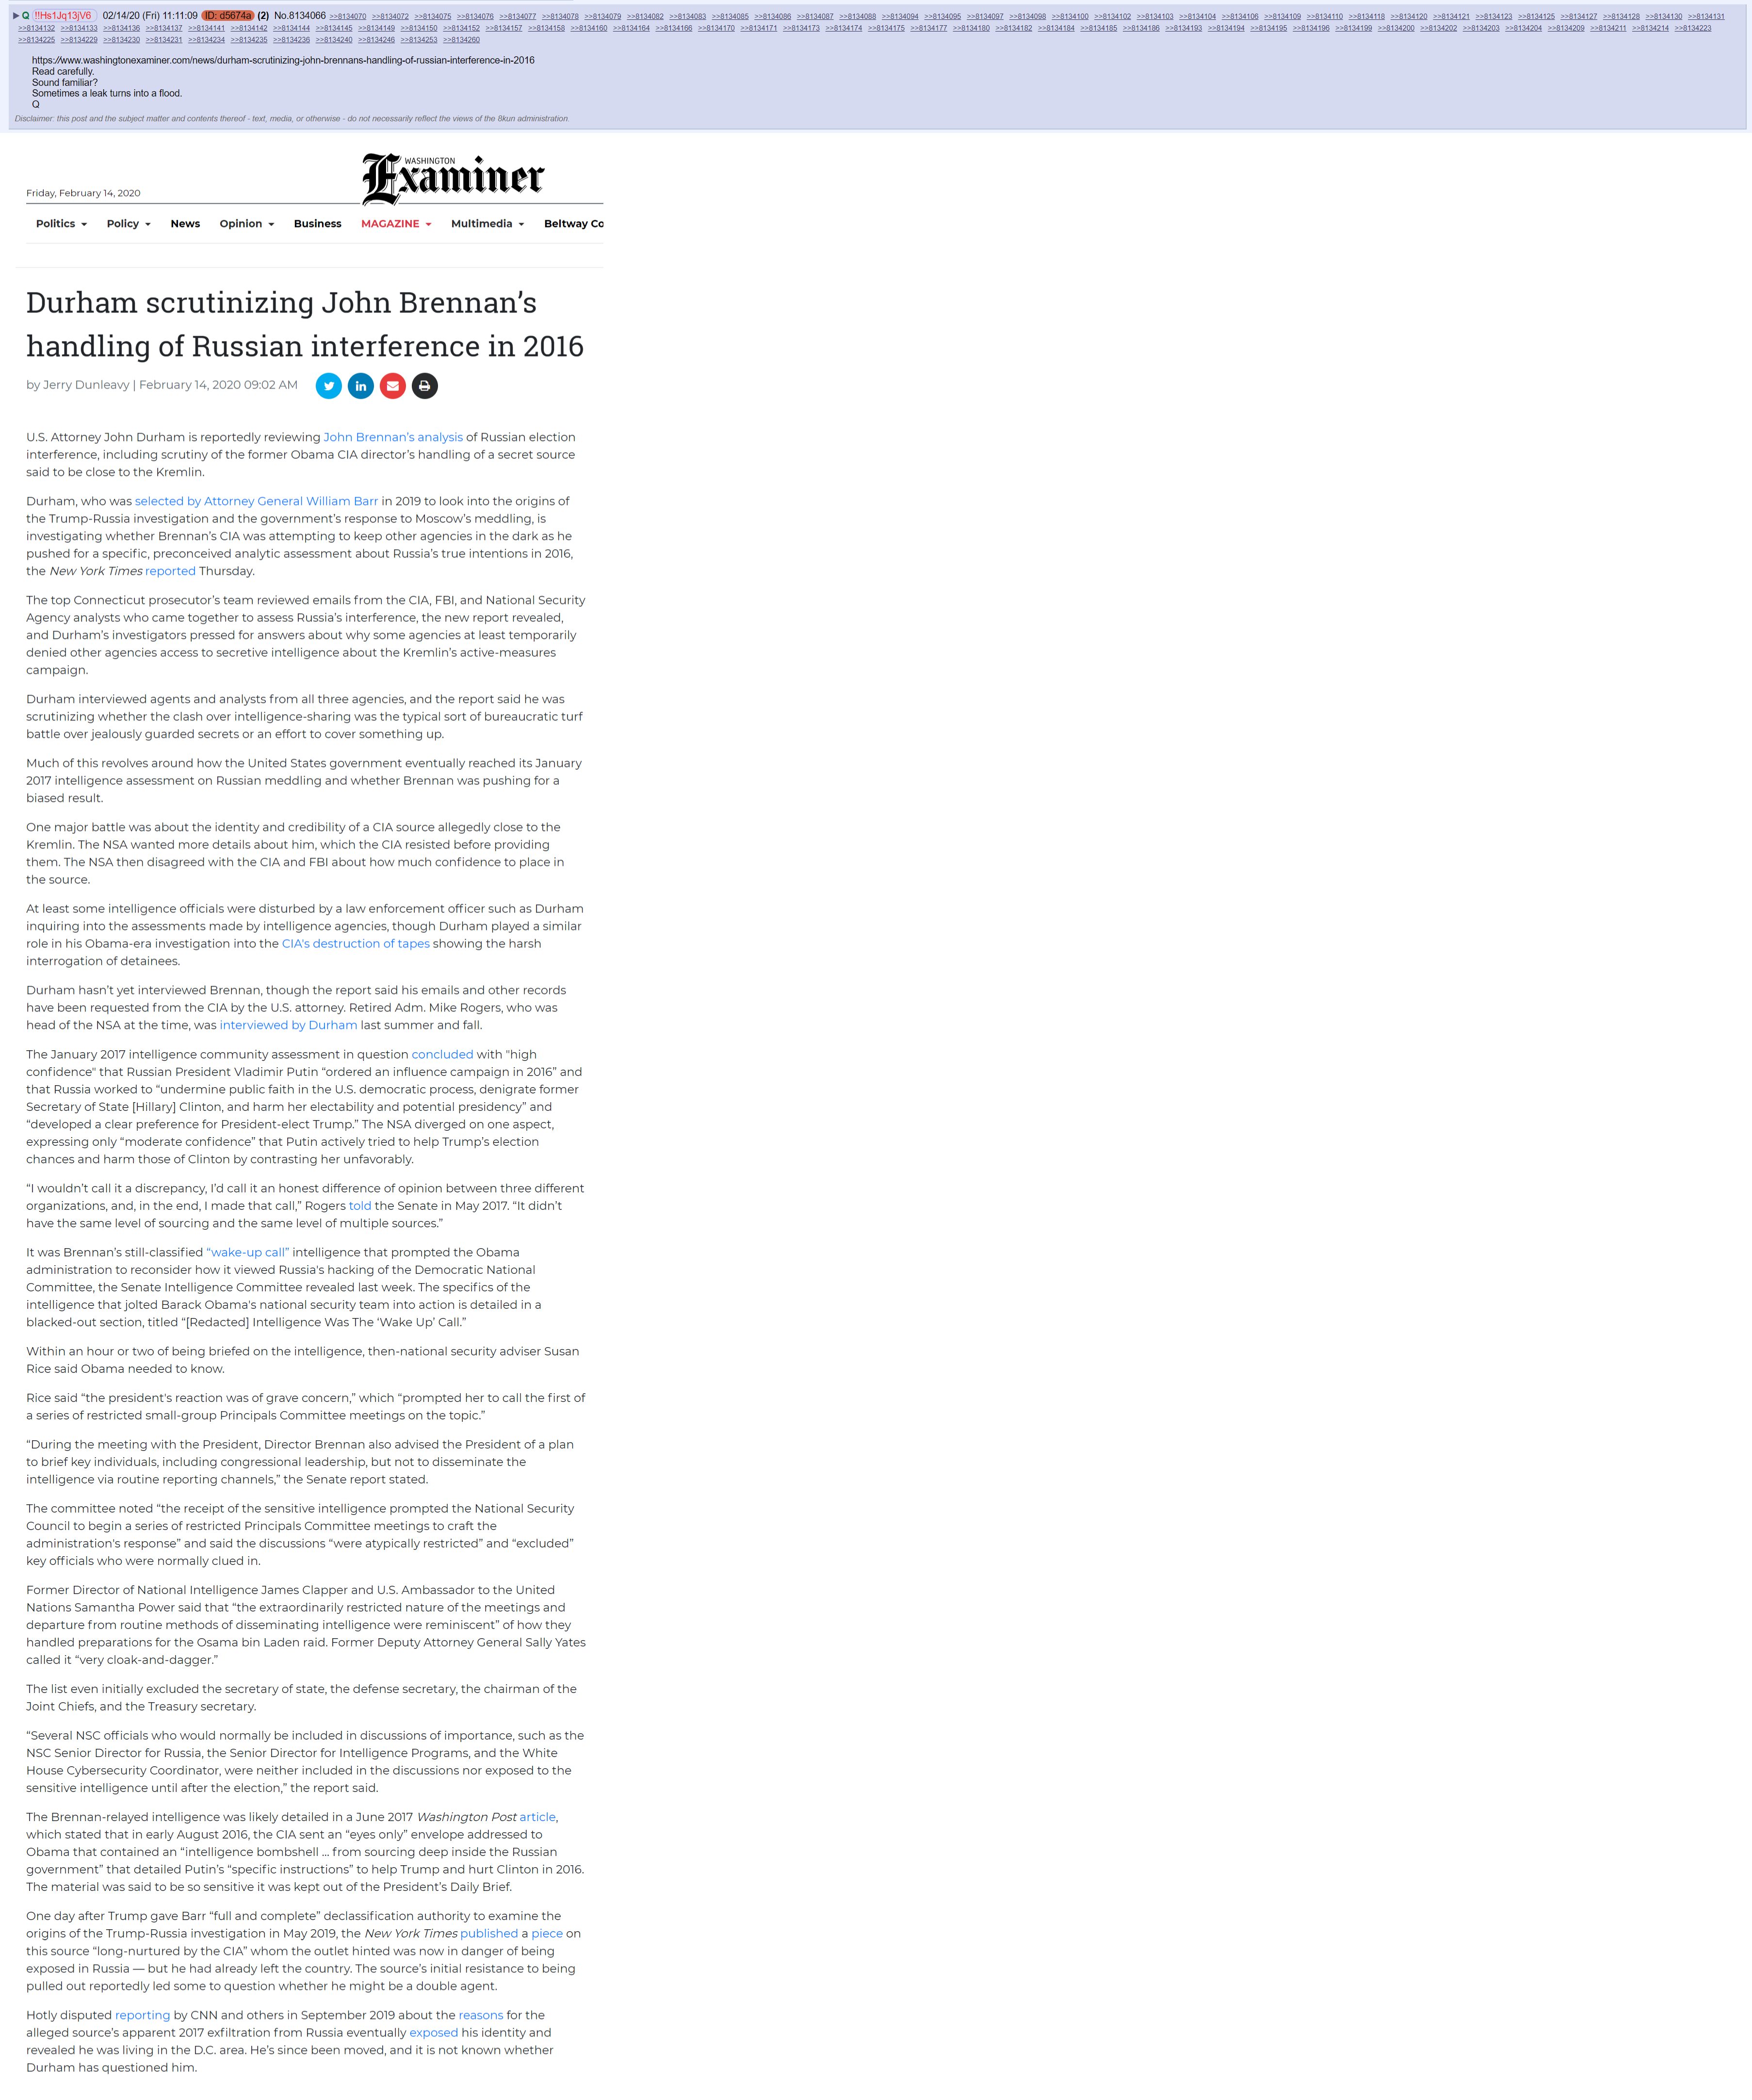 Q !!Hs1Jq13jV6 02/14/20 (Fri) 11:11:09 ID: d5674a (2) No.8134066 >>8134070 >>8134072 >>8134075 >>8134076 >>8134077 >>8134078 >>8134079 >>8134082 >>8134083 >>8134085 >>8134086 >>8134087 >>8134088 >>8134094 >>8134095 >>8134097 >>8134098 >>8134100 >>8134102 >>8134103 >>8134104 >>8134106 >>8134109 >>8134110 >>8134118 >>8134120 >>8134121 >>8134123 >>8134125 >>8134127 >>8134128 >>8134130 >>8134131
>>8134132 >>8134133 >>8134136 >>8134137 >>8134141 >>8134142 >>8134144 >>8134145 >>8134149 >>8134150 >>8134152 >>8134157 >>8134158 >>8134160 >>8134164 >>8134166 >>8134170 >>8134171 >>8134173 >>8134174 >>8134175 >>8134177 >>8134180 >>8134182 >>8134184 >>8134185 >>8134186 >>8134193 >>8134194 >>8134195 >>8134196 >>8134199 >>8134200 >>8134202 >>8134203 >>8134204 >>8134209 >>8134211 >>8134214 >>8134223
>>8134225 >>8134229 >>8134230 >>8134231 >>8134234 >>8134235 >>8134236 >>8134240 >>8134246 >>8134253 >>8134260
https://www.washingtonexaminer.com/news/durham-scrutinizing-john-brennans-handling-of-russian-interference-in-2016
Read carefully.
Sound familiar?
Sometimes a leak turns into a flood.
Q
Disclaimer: this post and the subject matter and contents thereof - text, media, or otherwise - do not necessarily reflect the views of the 8kun administration.
WASHINGTON
Examiner
Friday, February 14, 2020
Politics Policy News Opinion Business MAGAZINE Multimedia Beltway Co
Durham scrutinizing John Brennan’s
handling of Russian interference in 2016
by Jerry Dunleavy | February 14, 2020 09:02 AM
U.S. Attorney John Durham is reportedly reviewing John Brennan’s analysis of Russian election
interference, including scrutiny of the former Obama CIA director’s handling of a secret source
said to be close to the Kremlin.
Durham, who was selected by Attorney General William Barr in 2019 to look into the origins of
the Trump-Russia investigation and the government’s response to Moscow’s meddling, is
investigating whether Brennan’s CIA was attempting to keep other agencies in the dark as he
pushed for a specific, preconceived analytic assessment about Russia’s true intentions in 2016,
the New York Times reported Thursday.
The top Connecticut prosecutor’s team reviewed emails from the CIA, FBI, and National Security
Agency analysts who came together to assess Russia’s interference, the new report revealed,
and Durham’s investigators pressed for answers about why some agencies at least temporarily
denied other agencies access to secretive intelligence about the Kremlin’s active-measures
campaign.
Durham interviewed agents and analysts from all three agencies, and the report said he was
scrutinizing whether the clash over intelligence-sharing was the typical sort of bureaucratic turf
battle over jealously guarded secrets or an effort to cover something up.
Much of this revolves around how the United States government eventually reached its January
2017 intelligence assessment on Russian meddling and whether Brennan was pushing for a
biased result.
One major battle was about the identity and credibility of a CIA source allegedly close to the
Kremlin. The NSA wanted more details about him, which the CIA resisted before providing
them. The NSA then disagreed with the CIA and FBI about how much confidence to place in
the source.
At least some intelligence officials were disturbed by a law enforcement officer such as Durham
inquiring into the assessments made by intelligence agencies, though Durham played a similar
role in his Obama-era investigation into the CIA's destruction of tapes showing the harsh
interrogation of detainees.
Durham hasn’t yet interviewed Brennan, though the report said his emails and other records
have been requested from the CIA by the U.S. attorney. Retired Adm. Mike Rogers, who was
head of the NSA at the time, was interviewed by Durham last summer and fall.
The January 2017 intelligence community assessment in question concluded with "high
confidence" that Russian President Vladimir Putin “ordered an influence campaign in 2016” and
that Russia worked to “undermine public faith in the U.S. democratic process, denigrate former
Secretary of State [Hillary] Clinton, and harm her electability and potential presidency” and
“developed a clear preference for President-elect Trump.” The NSA diverged on one aspect,
expressing only “moderate confidence” that Putin actively tried to help Trump’s election
chances and harm those of Clinton by contrasting her unfavorably.
“I wouldn’t call it a discrepancy, I’d call it an honest difference of opinion between three different
organizations, and, in the end, I made that call,” Rogers told the Senate in May 2017. “It didn’t
have the same level of sourcing and the same level of multiple sources.”
It was Brennan’s still-classified “wake-up call” intelligence that prompted the Obama
administration to reconsider how it viewed Russia's hacking of the Democratic National
Committee, the Senate Intelligence Committee revealed last week. The specifics of the
intelligence that jolted Barack Obama's national security team into action is detailed in a
blacked-out section, titled “[Redacted] Intelligence Was The ‘Wake Up’ Call.”
Within an hour or two of being briefed on the intelligence, then-national security adviser Susan
Rice said Obama needed to know.
Rice said “the president's reaction was of grave concern,” which “prompted her to call the first of
a series of restricted small-group Principals Committee meetings on the topic.”
“During the meeting with the President, Director Brennan also advised the President of a plan
to brief key individuals, including congressional leadership, but not to disseminate the
intelligence via routine reporting channels,” the Senate report stated.
The committee noted “the receipt of the sensitive intelligence prompted the National Security
Council to begin a series of restricted Principals Committee meetings to craft the
administration's response” and said the discussions “were atypically restricted” and “excluded”
key officials who were normally clued in.
Former Director of National Intelligence James Clapper and U.S. Ambassador to the United
Nations Samantha Power said that “the extraordinarily restricted nature of the meetings and
departure from routine methods of disseminating intelligence were reminiscent” of how they
handled preparations for the Osama bin Laden raid. Former Deputy Attorney General Sally Yates
called it “very cloak-and-dagger.”
The list even initially excluded the secretary of state, the defense secretary, the chairman of the
Joint Chiefs, and the Treasury secretary.
“Several NSC officials who would normally be included in discussions of importance, such as the
NSC Senior Director for Russia, the Senior Director for Intelligence Programs, and the White
House Cybersecurity Coordinator, were neither included in the discussions nor exposed to the
sensitive intelligence until after the election,” the report said.
The Brennan-relayed intelligence was likely detailed in a June 2017 Washington Post article,
which stated that in early August 2016, the CIA sent an “eyes only” envelope addressed to
Obama that contained an “intelligence bombshell ... from sourcing deep inside the Russian
government” that detailed Putin’s “specific instructions” to help Trump and hurt Clinton in 2016.
The material was said to be so sensitive it was kept out of the President’s Daily Brief.
One day after Trump gave Barr “full and complete” declassification authority to examine the
origins of the Trump-Russia investigation in May 2019, the New York Times published a piece on
this source “long-nurtured by the CIA” whom the outlet hinted was now in danger of being
exposed in Russia — but he had already left the country. The source’s initial resistance to being
pulled out reportedly led some to question whether he might be a double agent.
Hotly disputed reporting by CNN and others in September 2019 about the reasons for the
alleged source’s apparent 2017 exfiltration from Russia eventually exposed his identity and
revealed he was living in the D.C. area. He’s since been moved, and it is not known whether
Durham has questioned him.